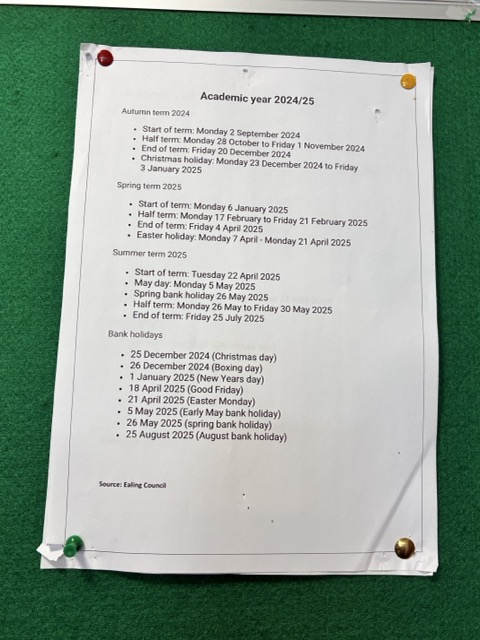 Academic year 2024/25
Autumn term 2024
• Start of term: Monday 2 September 2024
• Half term: Monday 28 October to Friday 1 November 2024
• End of term: Friday 20 December 2024
• Christmas holiday: Monday 23 December 2024 to Friday
3 January 2025
Spring term 2025
• Start of term: Monday 6 January 2025
• Half term: Monday 17 February to Friday 21 February 2025
• End of term: Friday 4 April 2025
• Easter holiday: Monday 7 April - Monday 21 April 2025
Summer term 2025
• Start of term: Tuesday 22 April 2025
• May day: Monday 5 May 2025
• Spring bank holiday 26 May 2025
• Half term: Monday 26 May to Friday 30 May 2025
• End of term: Friday 25 July 2025
Bank holidays
• 25 December 2024 (Christmas day)
• 26 December 2024 (Boxing day)
• 1 January 2025 (New Years day)
• 18 April 2025 (Good Friday)
• 21 April 2025 (Easter Monday)
• 5 May 2025 (Early May bank holiday)
• 26 May 2025 (spring bank holiday)
• 25 August 2025 (August bank holiday)
Source: Ealing Council